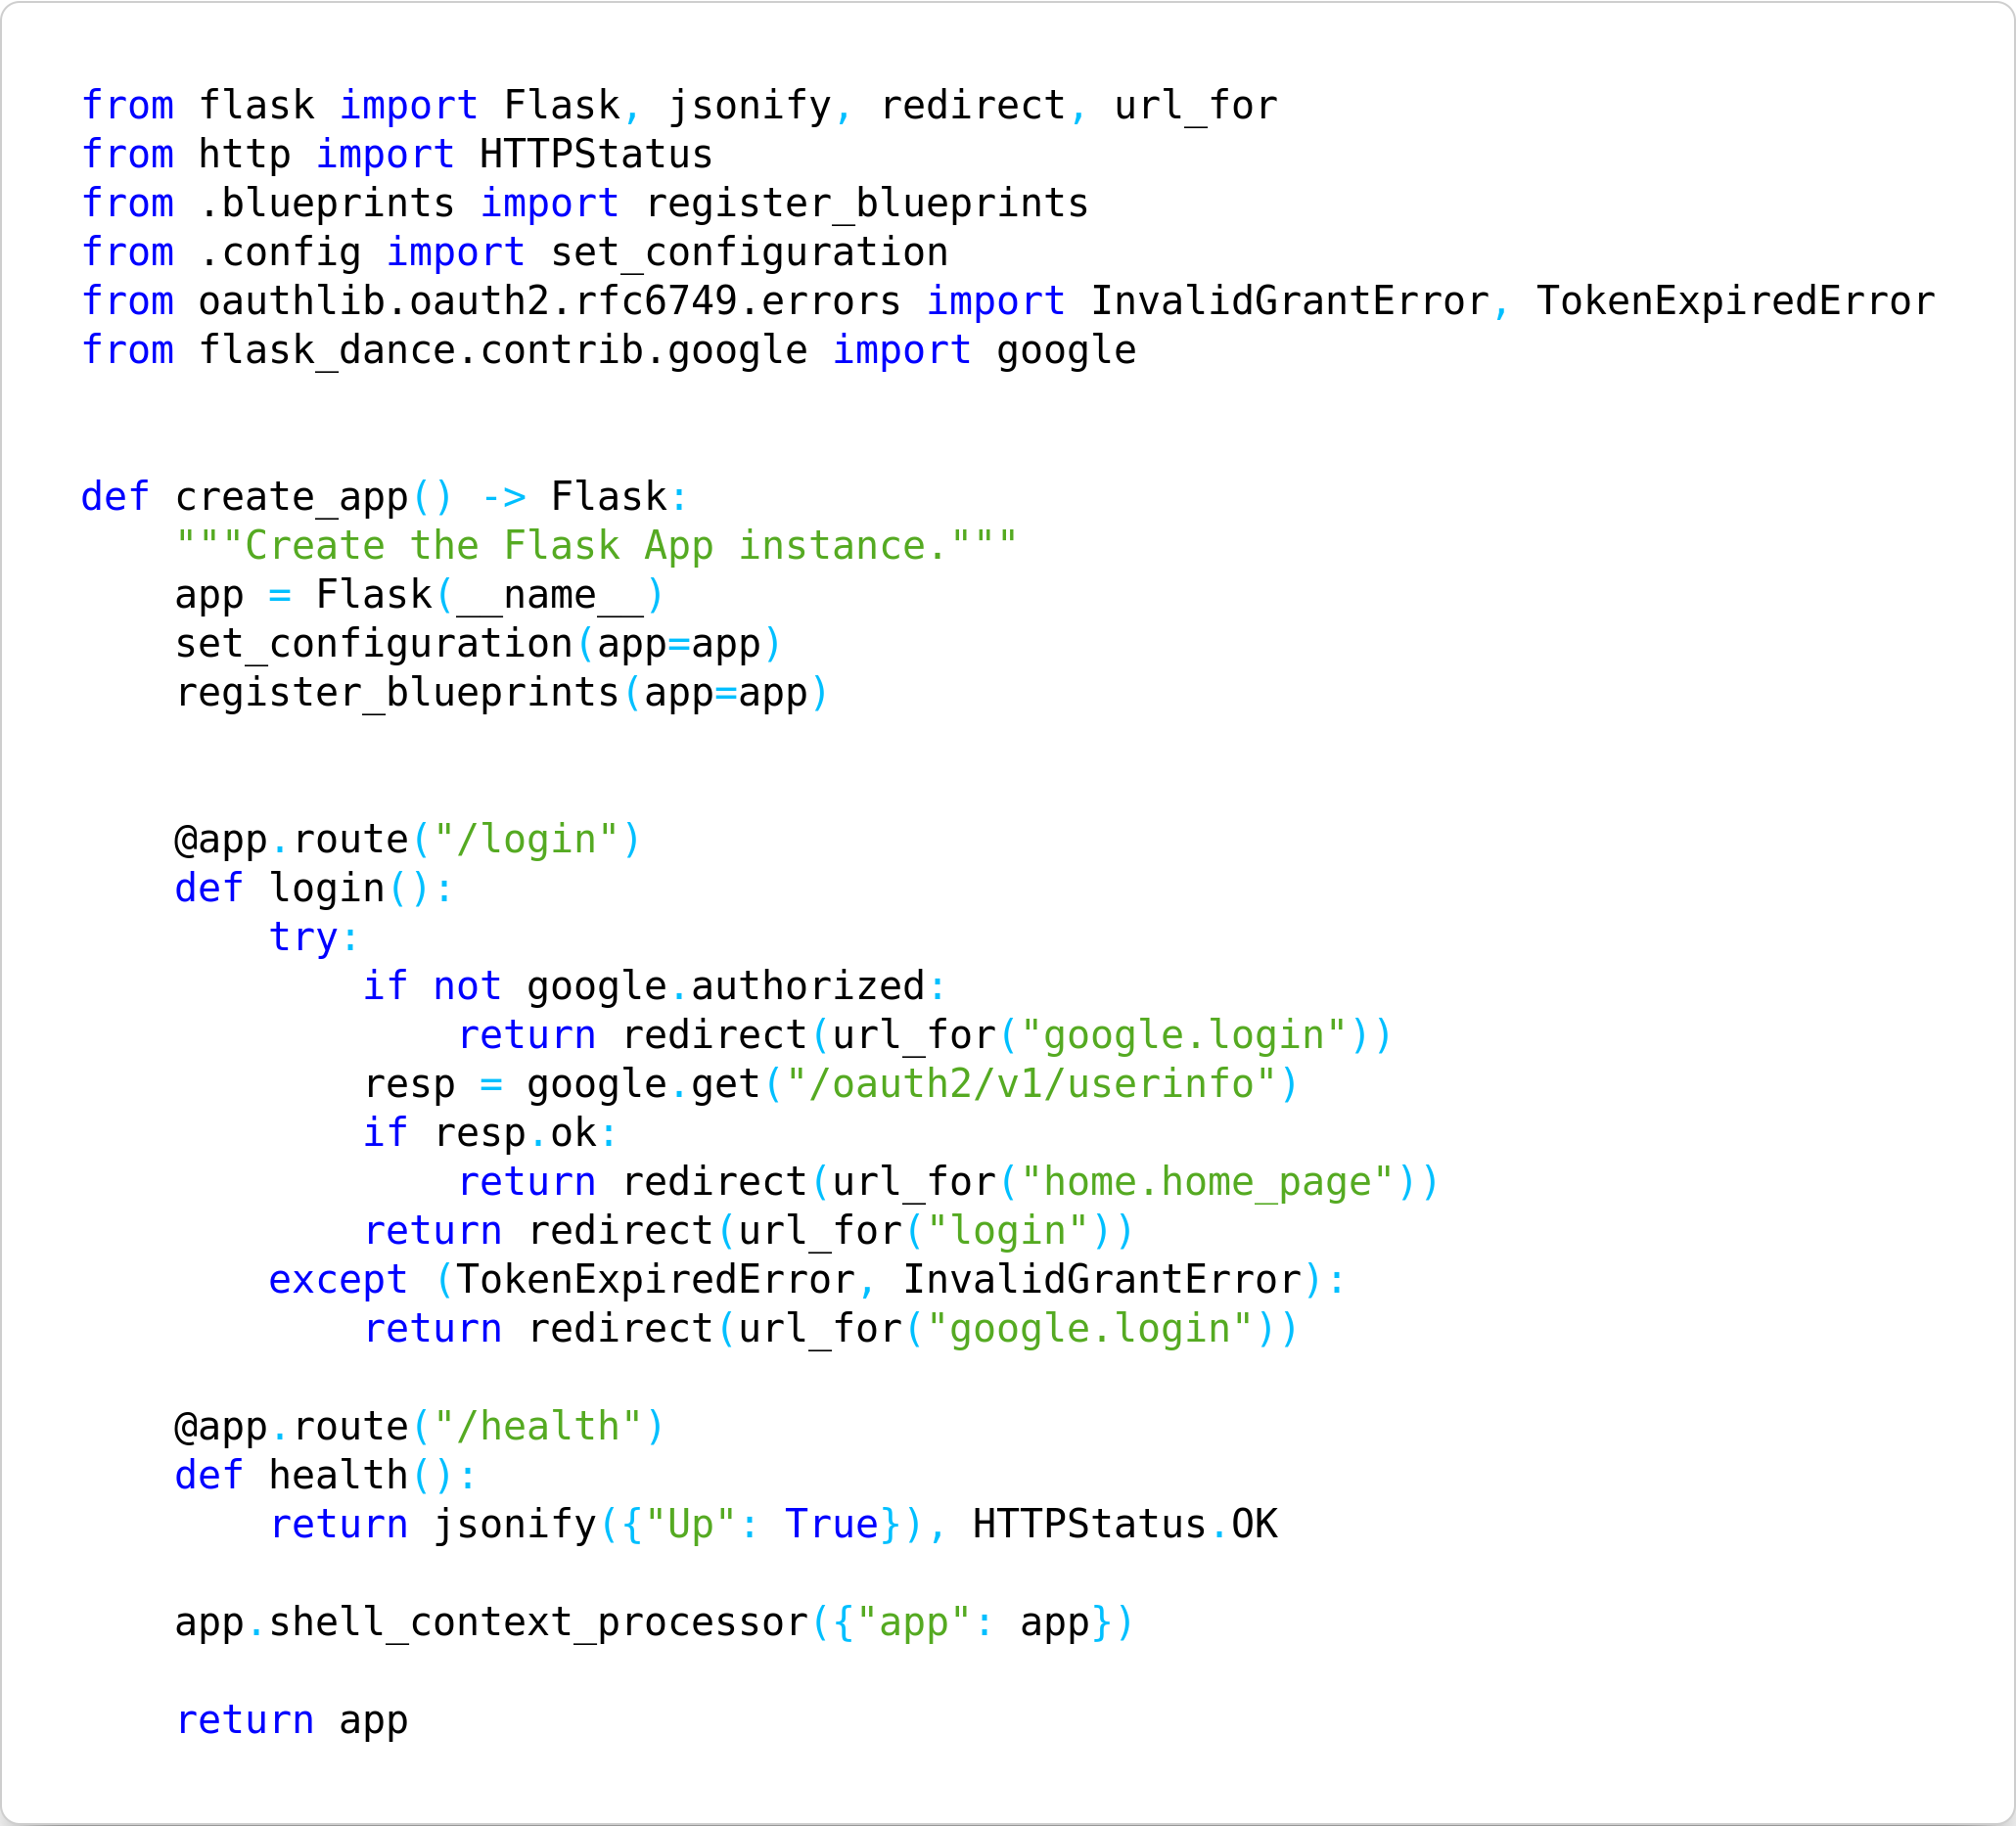 from flask import Flask, jsonify, redirect, url_for
from http import HTTPStatus
from .blueprints import register_blueprints
from .config import set_configuration
from oauthlib.oauth2.rfc6749.errors import InvalidGrantError, TokenExpiredError
from flask_dance.contrib.google import google


def create_app() -> Flask:
    """Create the Flask App instance."""
    app = Flask(__name__)
    set_configuration(app=app)
    register_blueprints(app=app)


    @app.route("/login")
    def login():
        try:
            if not google.authorized:
                return redirect(url_for("google.login"))
            resp = google.get("/oauth2/v1/userinfo")
            if resp.ok:
                return redirect(url_for("home.home_page"))
            return redirect(url_for("login"))
        except (TokenExpiredError, InvalidGrantError):
            return redirect(url_for("google.login"))

    @app.route("/health")
    def health():
        return jsonify({"Up": True}), HTTPStatus.OK

    app.shell_context_processor({"app": app})

    return app